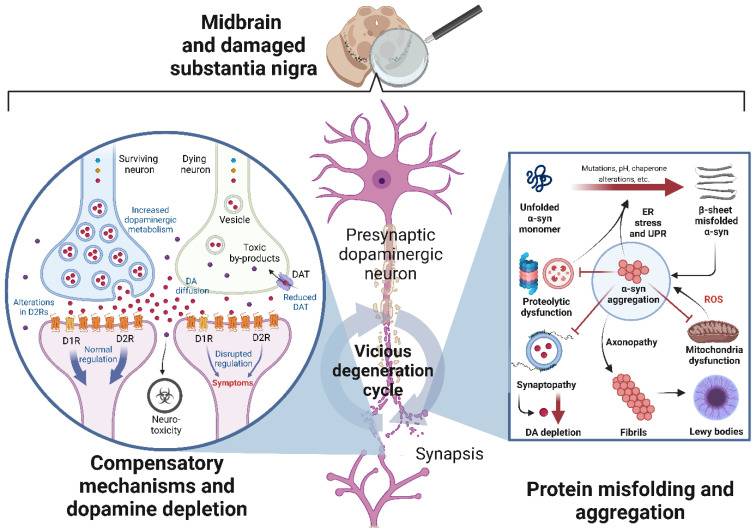 Midbrain
and damaged
substantia nigra
Surviving
neuron
Dying
neuron
Increased
dopaminergic
metabolism
Vesicle
Toxic
by-products
DA
diffusion
DAT
Reduced
DAT
Alterations
in D2Rs
D1R
D2R
D1R
D2R
Normal
regulation
Disrupted
regulation
Symptoms
Neuro-
toxicity
Compensatory
mechanisms and
dopamine depletion
Presynaptic
dopaminergic
neuron
Vicious
degeneration
cycle
Synapsis
Mutations, pH, chaperone
alterations, etc.
Unfolded
α-syn
monomer
ER
stress
and UPR
β-sheet
misfolded
α-syn
Proteolytic
dysfunction
α-syn
aggregation
ROS
Mitochondria
dysfunction
Axonopathy
Synaptopathy
DA depletion
Fibrils
Lewy bodies
Protein misfolding and
aggregation